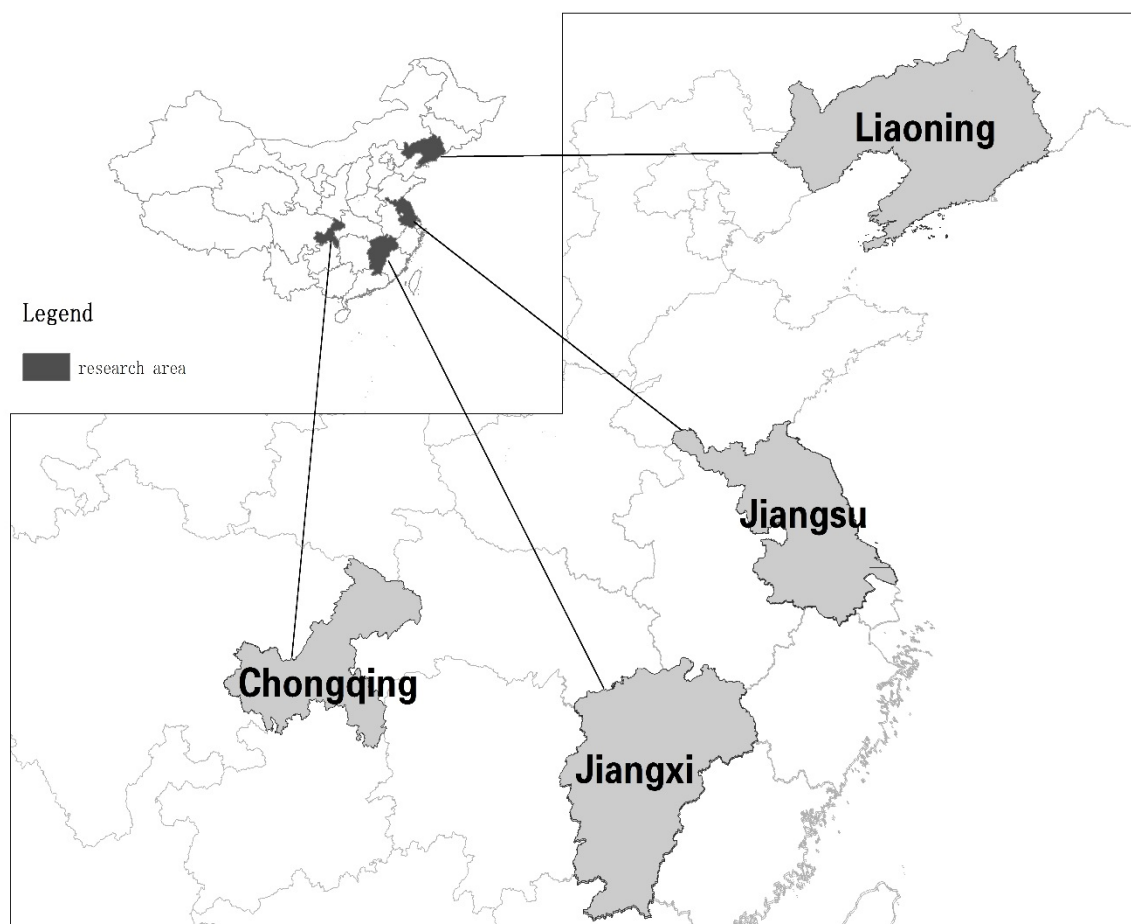 Liaoning
Legend
research area
Jiangsu
Chongqing
Jiangxi